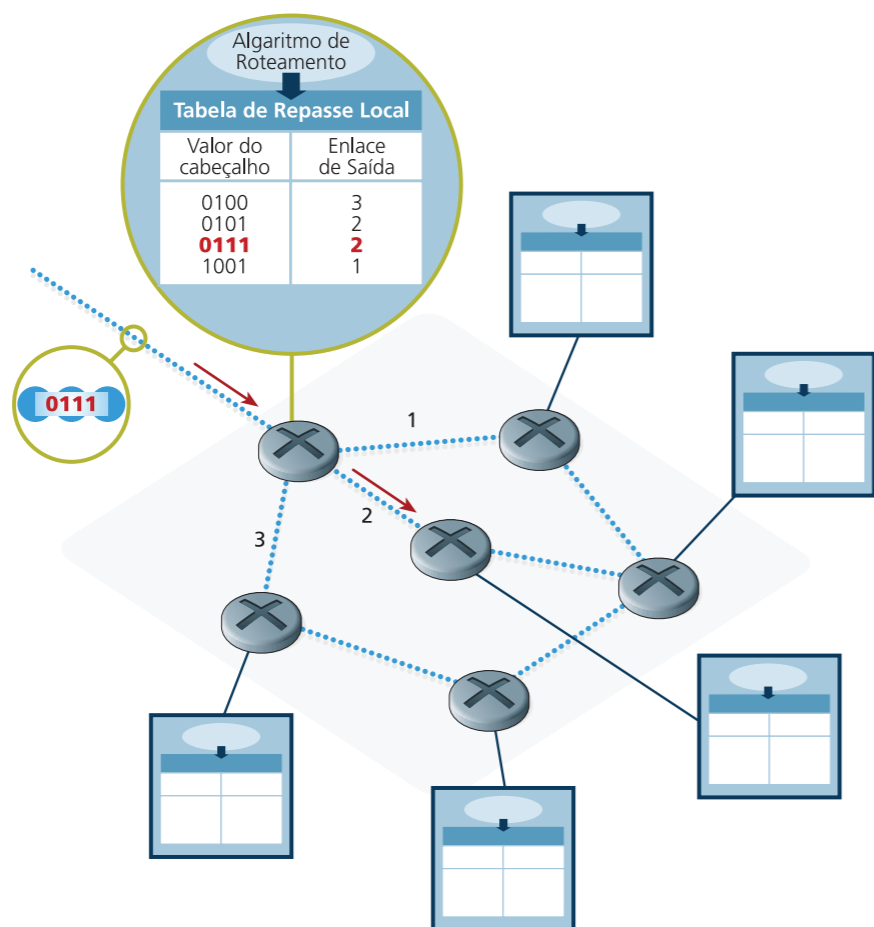 Algaritmo de
Roteamento
Tabela de Repasse Local
Valor do Enlace
cabeçalho de Saída
0100 3
0101 2
0111 2
1001 1
0111
1
2
3